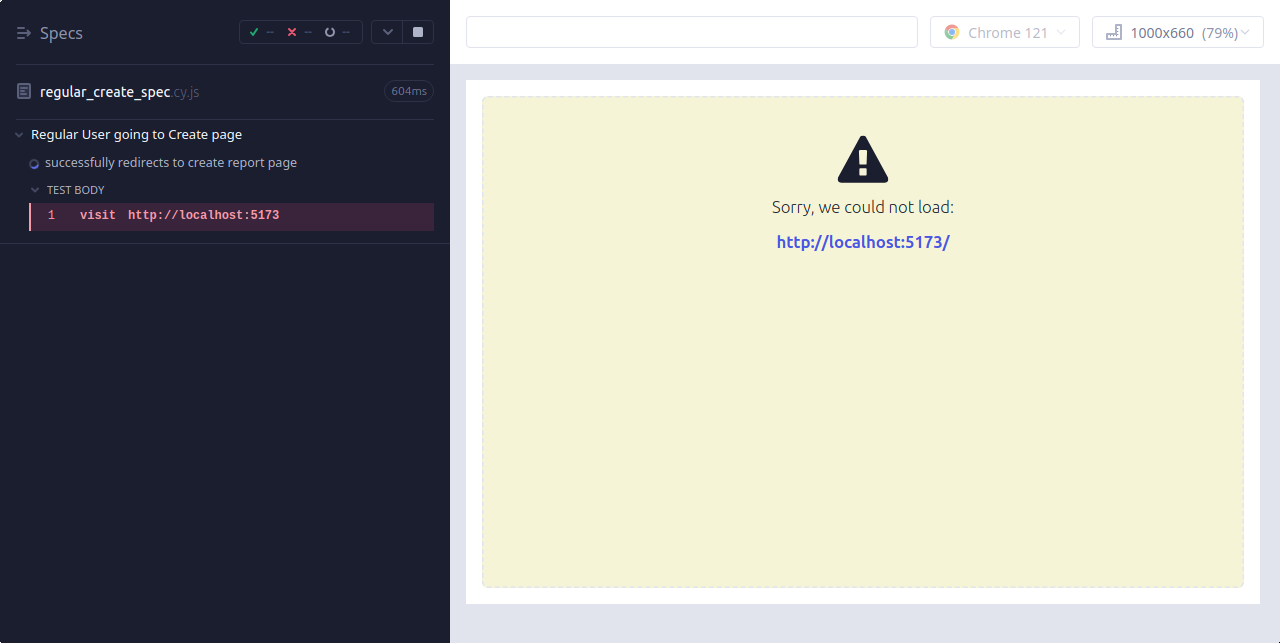 Specs
--
--
--
Chrome 121
1000x660 (79%)
regular_create_spec.cy.js
604ms
Regular User going to Create page
successfully redirects to create report page
TEST BODY
1 visit http://localhost:5173
Sorry, we could not load:
http://localhost:5173/